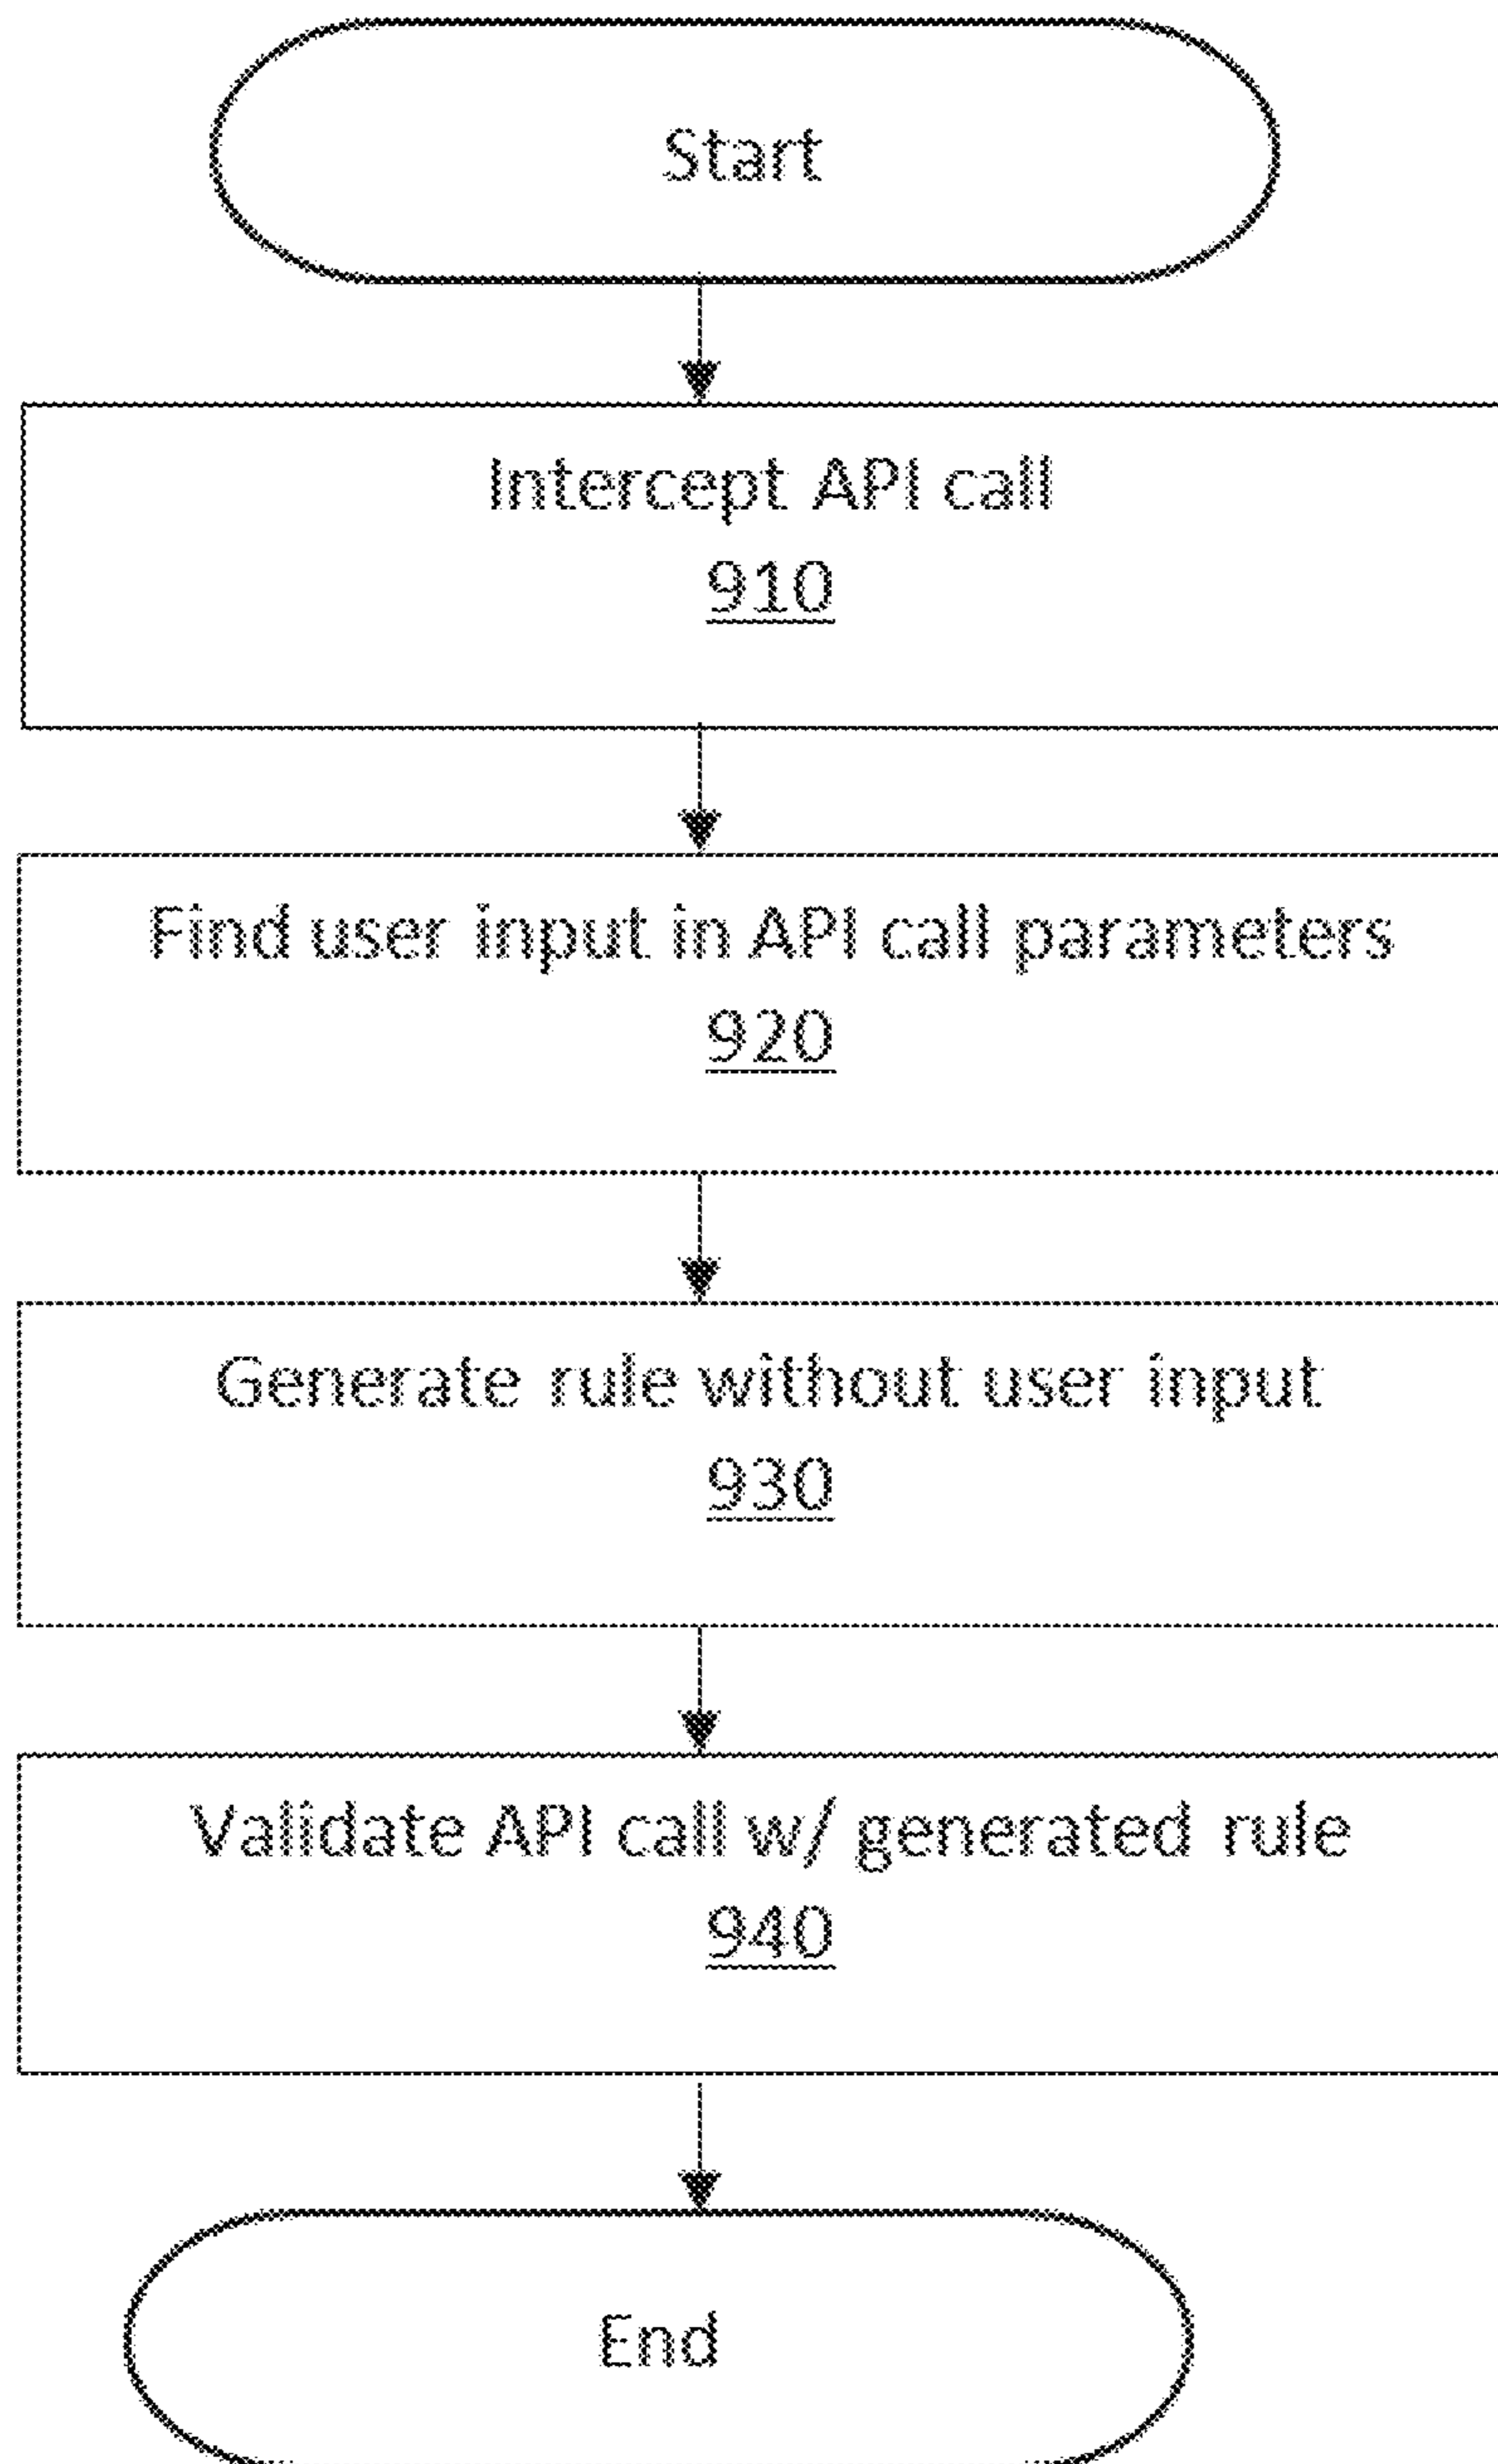 Start
Intercept API call
910
Find user input in API call parameters
920
Generate rule without user input
930
Validate API call w/ generated rule
940
End